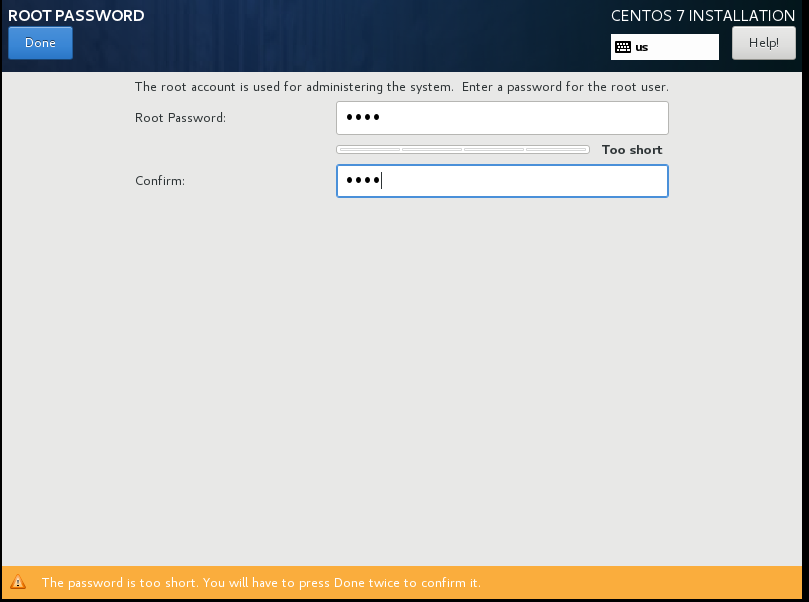 ROOT PASSWORD
CENTOS 7 INSTALLATION
Done
us
Help!
The root account is used for administering the system.  Enter a password for the root user.
Root Password:
••••
Too short
Confirm:
••••
The password is too short. You will have to press Done twice to confirm it.